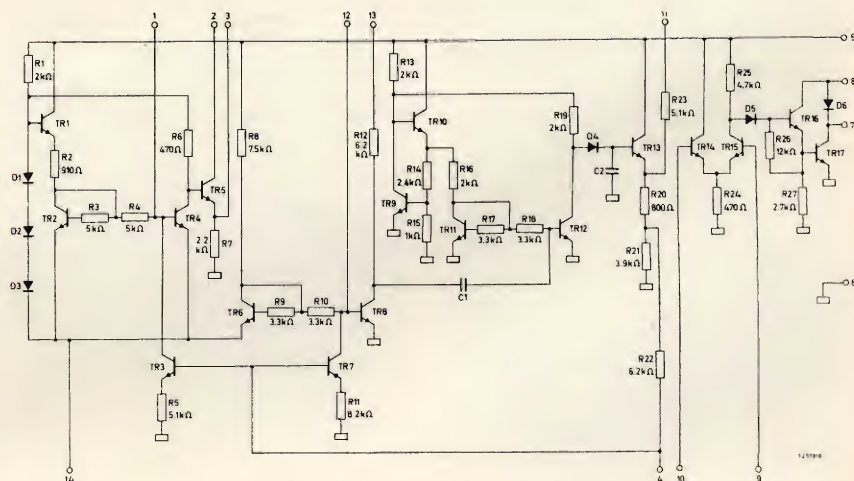 1
2
3
12
13
11
5
8
7
6
R1
2kΩ
TR1
R2
910Ω
D1
TR2
R3
5kΩ
R4
5kΩ
D2
D3
R6
470Ω
TR5
TR4
2.2
kΩ
R7
R8
7.5kΩ
TR6
R9
3.3kΩ
R10
3.3kΩ
R12
6.2
kΩ
TR8
TR3
R5
5.1kΩ
TR7
R11
8.2kΩ
R13
2kΩ
TR10
R14
2.4kΩ
R16
2kΩ
TR9
R15
1kΩ
TR11
R17
3.3kΩ
R18
3.3kΩ
C1
R19
2kΩ
D4
TR12
C2
TR13
R23
5.1kΩ
R20
800Ω
R21
3.9kΩ
R22
6.2kΩ
TR14
TR15
R24
470Ω
R25
4.7kΩ
D5
TR16
D6
R26
12kΩ
TR17
R27
2.7kΩ
14
4
10
9